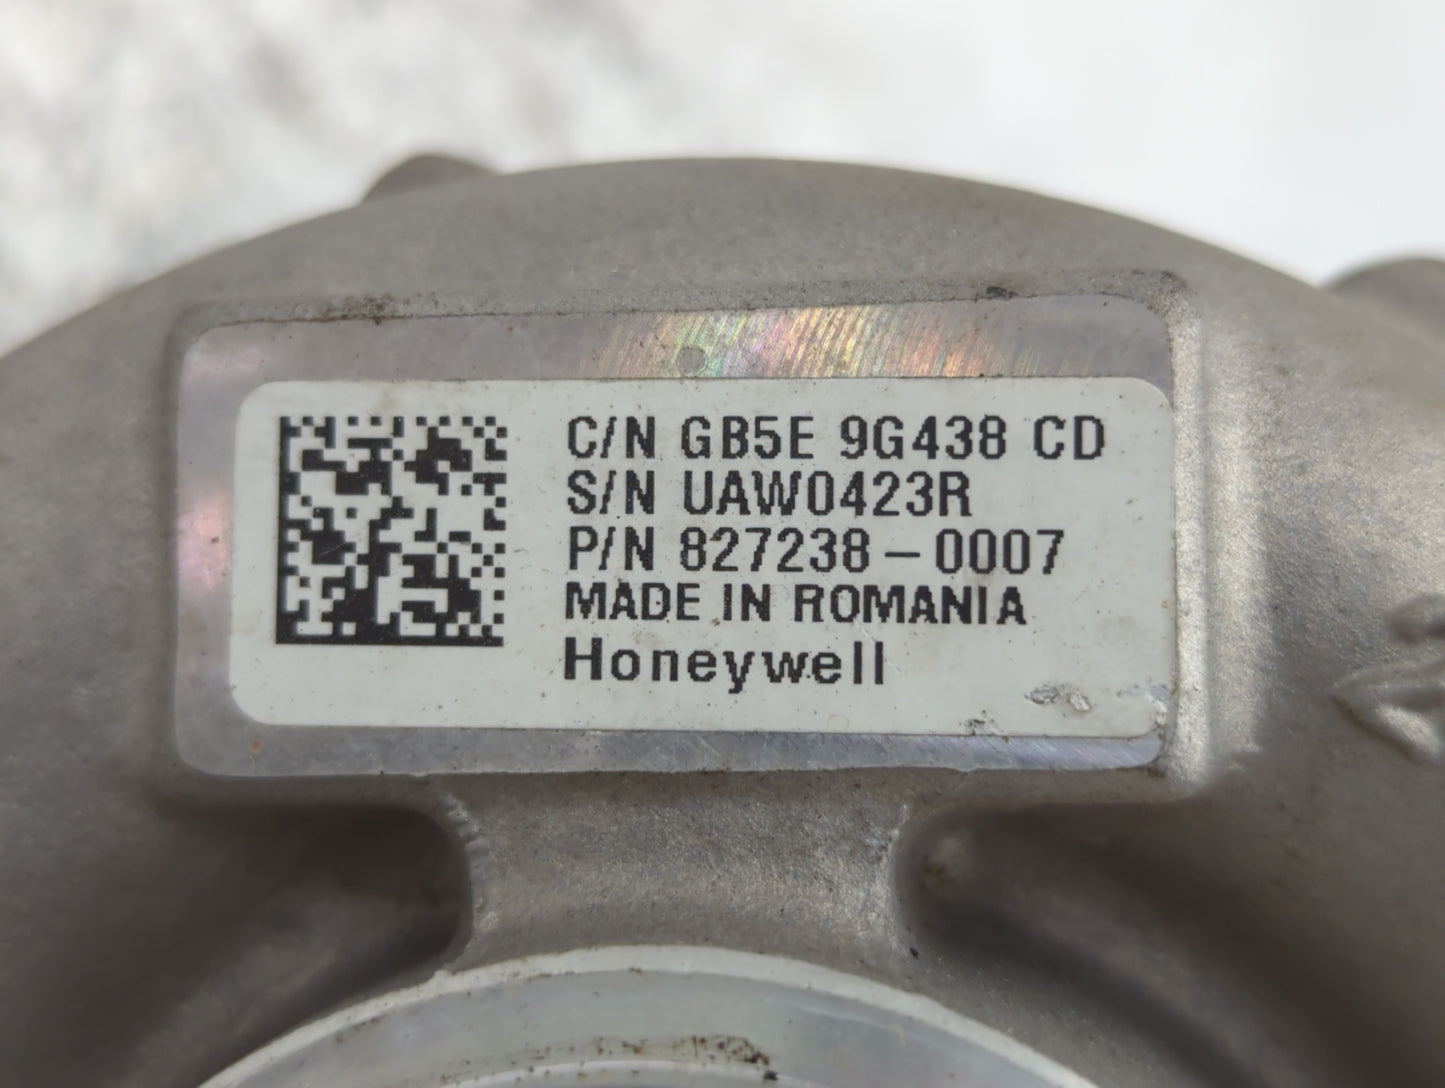 C/N GB5E 9G438 CD
S/N UAW0423R
P/N 827238-0007
MADE IN ROMANIA
Honeywell